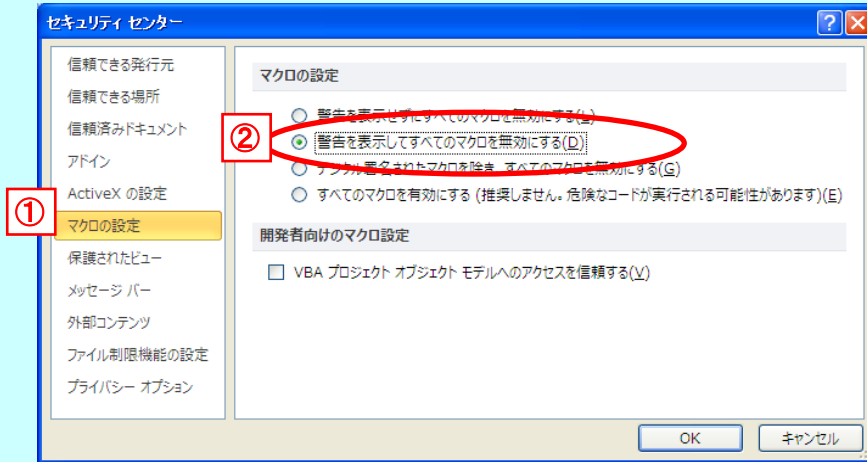 セキュリティ センター
信頼できる発行元
信頼できる場所
信頼済みドキュメント
アドイン
ActiveX の設定
① マクロの設定
保護されたビュー
メッセージ バー
外部コンテンツ
ファイル制限機能の設定
プライバシー オプション
マクロの設定
警告を表示せずにすべてのマクロを無効にする(L)
② 警告を表示してすべてのマクロを無効にする(D)
デジタル署名されたマクロを除き、すべてのマクロを無効にする(G)
すべてのマクロを有効にする (推奨しません。危険なコードが実行される可能性があります)(E)
開発者向けのマクロ設定
VBA プロジェクト オブジェクト モデルへのアクセスを信頼する(V)
OK
キャンセル